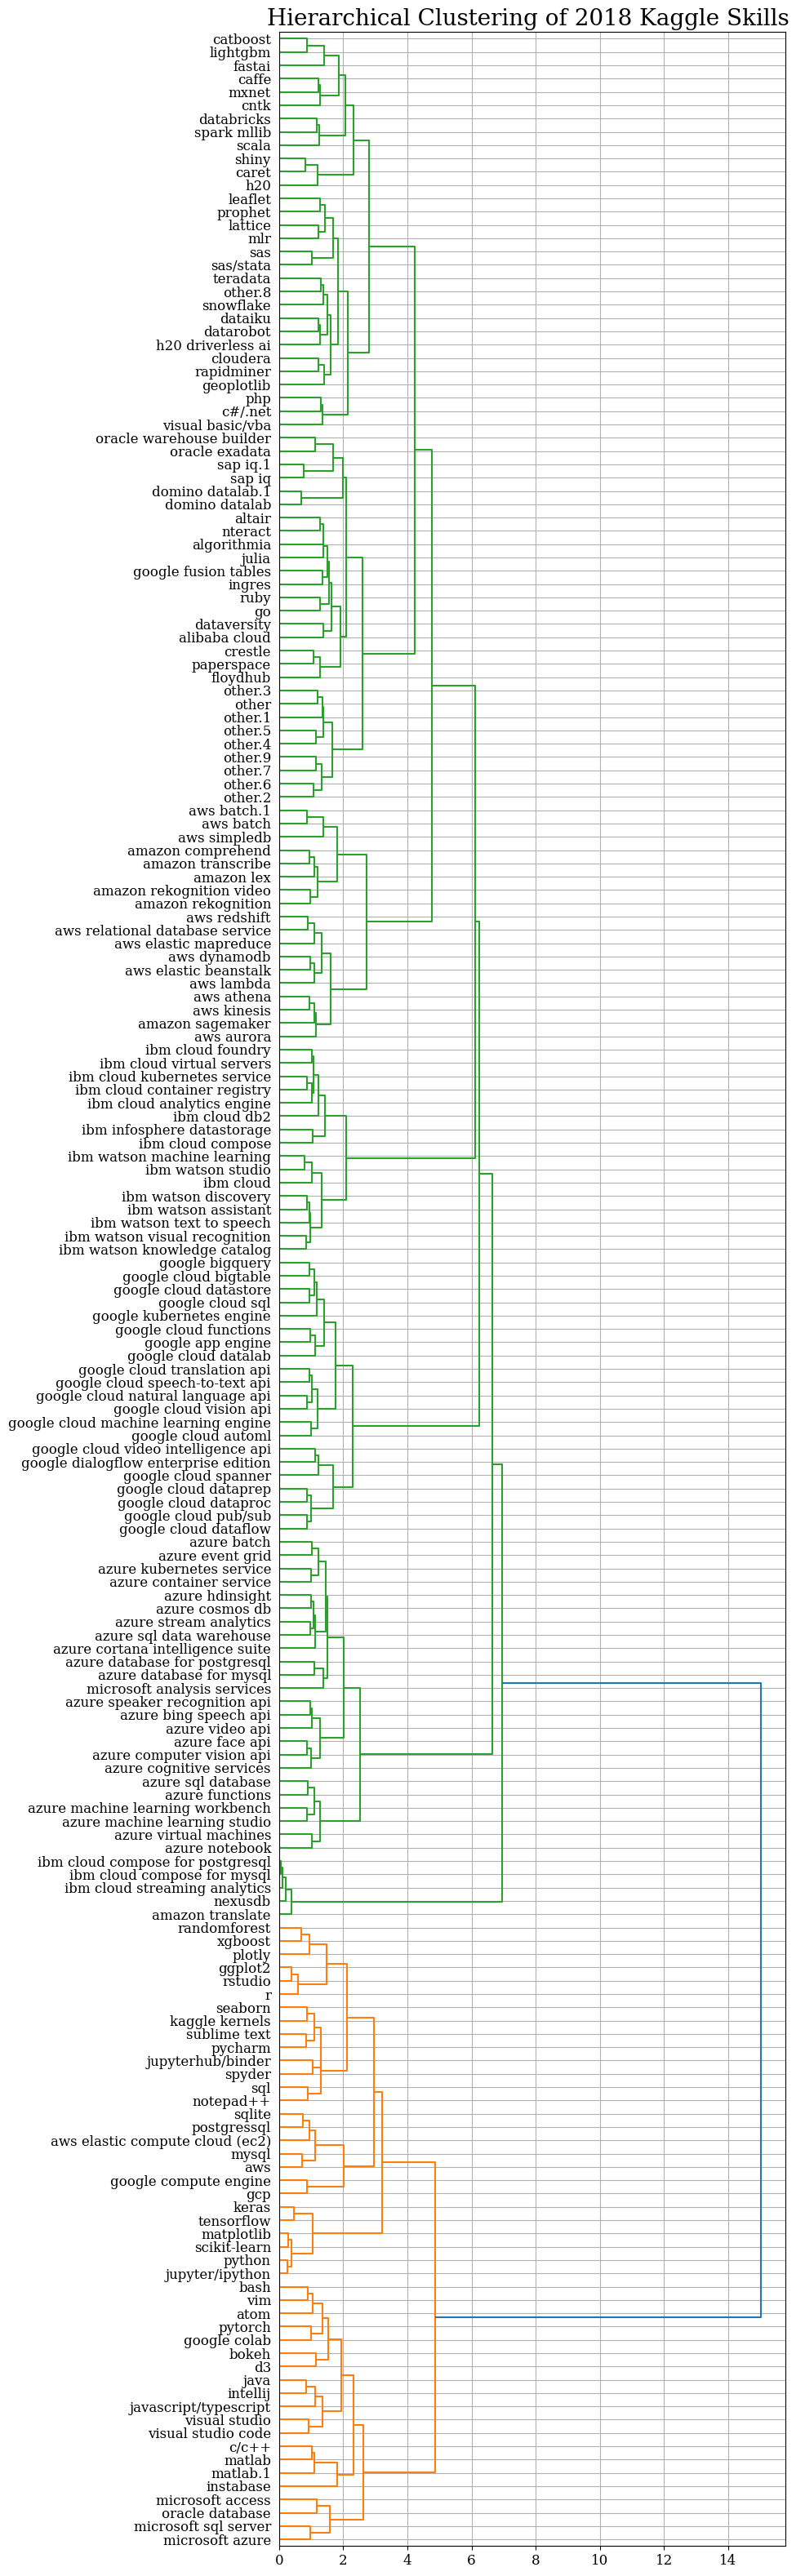 Hierarchical Clustering of 2018 Kaggle Skills
catboost
lightgbm
fastai
caffe
mxnet
cntk
databricks
spark mllib
scala
shiny
caret
h20
leaflet
prophet
lattice
mlr
sas
sas/stata
teradata
other.8
snowflake
dataiku
datarobot
h20 driverless ai
cloudera
rapidminer
geoplotlib
php
c#/.net
visual basic/vba
oracle warehouse builder
oracle exadata
sap iq.1
sap iq
domino datalab.1
domino datalab
altair
nteract
algorithmia
julia
google fusion tables
ingres
ruby
go
dataversity
alibaba cloud
crestle
paperspace
floydhub
other.3
other
other.1
other.5
other.4
other.9
other.7
other.6
other.2
aws batch.1
aws batch
aws simpledb
amazon comprehend
amazon transcribe
amazon lex
amazon rekognition video
amazon rekognition
aws redshift
aws relational database service
aws elastic mapreduce
aws dynamodb
aws elastic beanstalk
aws lambda
aws athena
aws kinesis
amazon sagemaker
aws aurora
ibm cloud foundry
ibm cloud virtual servers
ibm cloud kubernetes service
ibm cloud container registry
ibm cloud analytics engine
ibm cloud db2
ibm infosphere datastorage
ibm cloud compose
ibm watson machine learning
ibm watson studio
ibm cloud
ibm watson discovery
ibm watson assistant
ibm watson text to speech
ibm watson visual recognition
ibm watson knowledge catalog
google bigquery
google cloud bigtable
google cloud datastore
google cloud sql
google kubernetes engine
google cloud functions
google app engine
google cloud datalab
google cloud translation api
google cloud speech-to-text api
google cloud natural language api
google cloud vision api
google cloud machine learning engine
google cloud automl
google cloud video intelligence api
google dialogflow enterprise edition
google cloud spanner
google cloud dataprep
google cloud dataproc
google cloud pub/sub
google cloud dataflow
azure batch
azure event grid
azure kubernetes service
azure container service
azure hdinsight
azure cosmos db
azure stream analytics
azure sql data warehouse
azure cortana intelligence suite
azure database for postgresql
azure database for mysql
microsoft analysis services
azure speaker recognition api
azure bing speech api
azure video api
azure face api
azure computer vision api
azure cognitive services
azure sql database
azure functions
azure machine learning workbench
azure machine learning studio
azure virtual machines
azure notebook
ibm cloud compose for postgresql
ibm cloud compose for mysql
ibm cloud streaming analytics
nexusdb
amazon translate
randomforest
xgboost
plotly
ggplot2
rstudio
r
seaborn
kaggle kernels
sublime text
pycharm
jupyterhub/binder
spyder
sql
notepad++
sqlite
postgressql
aws elastic compute cloud (ec2)
mysql
aws
google compute engine
gcp
keras
tensorflow
matplotlib
scikit-learn
python
jupyter/ipython
bash
vim
atom
pytorch
google colab
bokeh
d3
java
intellij
javascript/typescript
visual studio
visual studio code
c/c++
matlab
matlab.1
instabase
microsoft access
oracle database
microsoft sql server
microsoft azure
0 2 4 6 8 10 12 14